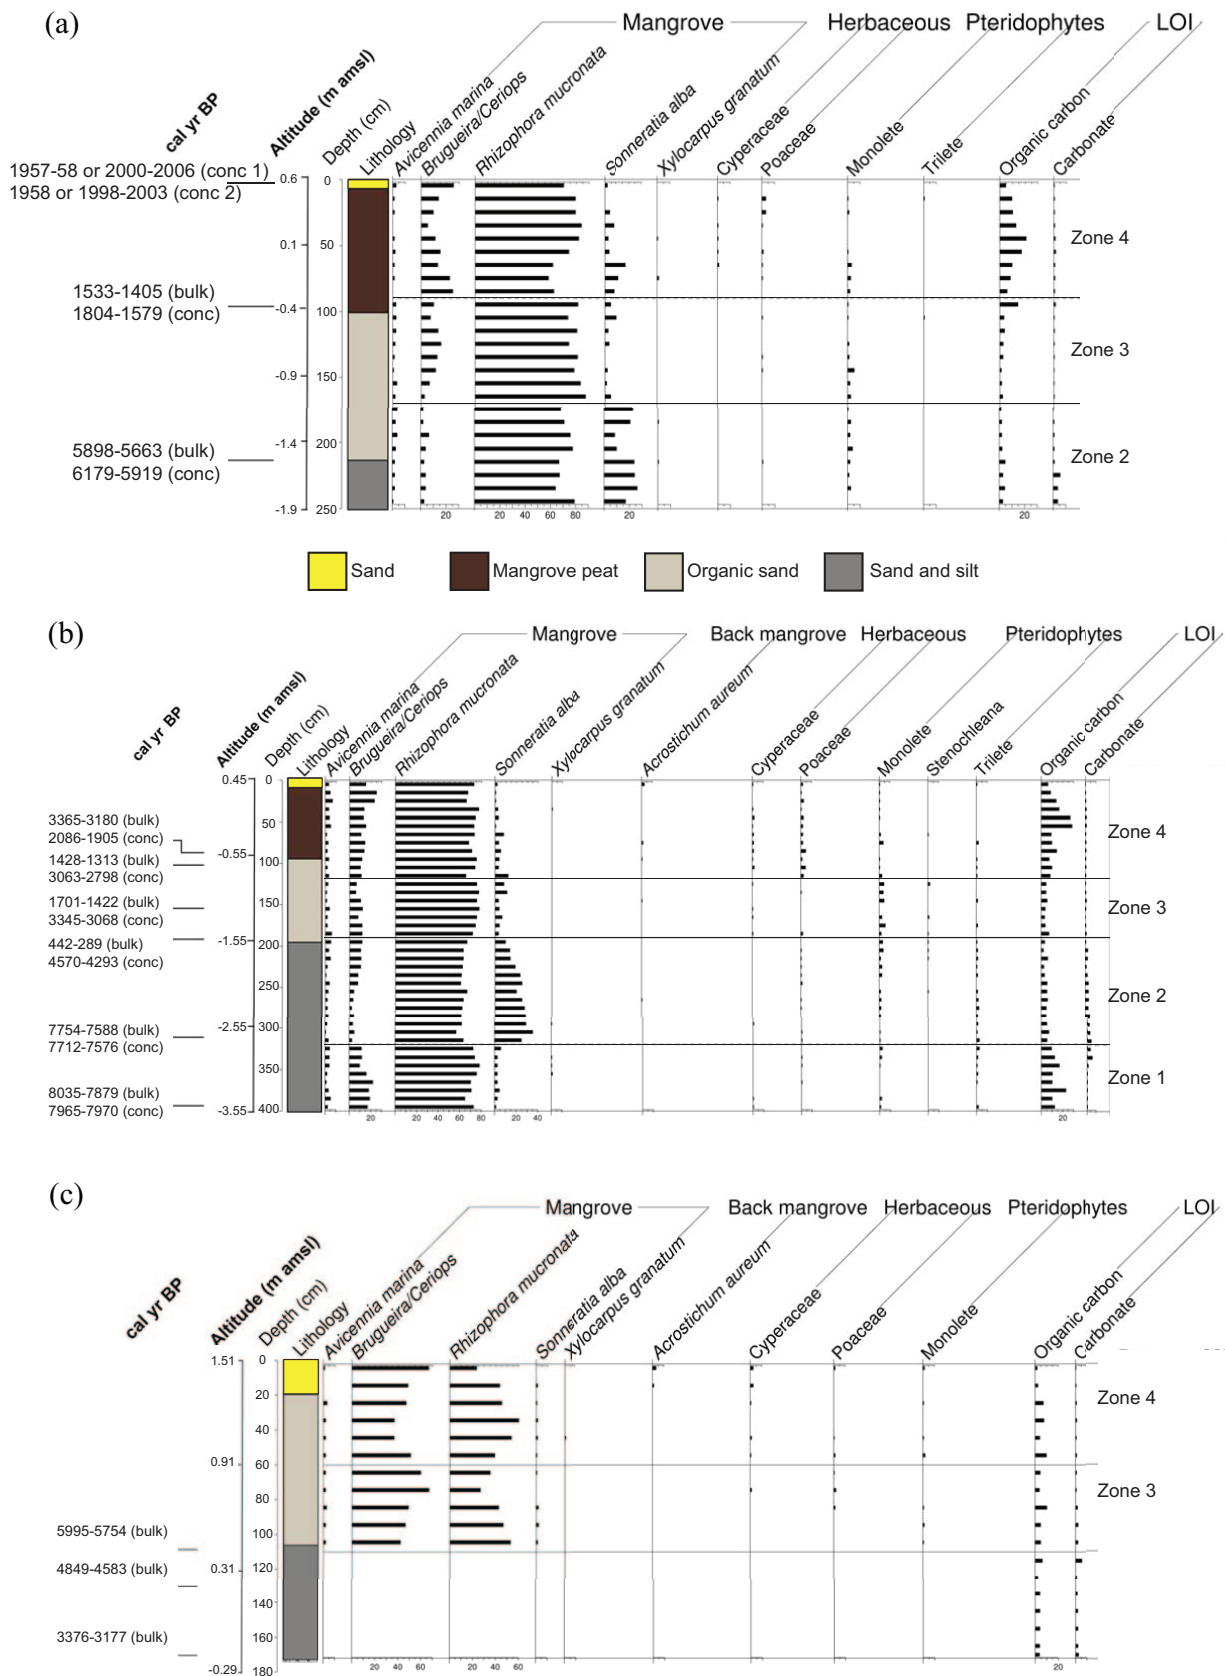 (a)
Mangrove
Herbaceous
Pteridophytes
LOI
cal yr BP
Altitude (m amsl)
Depth (cm)
Lithology
Avicennia marina
Brugueira/Ceriops
Rhizophora mucronata
Sonneratia alba
Xylocarpus granatum
Cyperaceae
Poaceae
Monolete
Trilete
Organic carbon
Carbonate
1957-58 or 2000-2006 (conc 1)
1958 or 1998-2003 (conc 2)
1533-1405 (bulk)
1804-1579 (conc)
5898-5663 (bulk)
6179-5919 (conc)
0.6
0.1
-0.4
-0.9
-1.4
-1.9
0
50
100
150
200
250
Zone 4
Zone 3
Zone 2
20
20 40 60 80
20
20
Sand
Mangrove peat
Organic sand
Sand and silt
(b)
Mangrove
Back mangrove
Herbaceous
Pteridophytes
LOI
cal yr BP
Altitude (m amsl)
Depth (cm)
Lithology
Avicennia marina
Brugueira/Ceriops
Rhizophora mucronata
Sonneratia alba
Xylocarpus granatum
Acrostichum aureum
Cyperaceae
Poaceae
Monolete
Stenochleana
Trilete
Organic carbon
Carbonate
3365-3180 (bulk)
2086-1905 (conc)
1428-1313 (bulk)
3063-2798 (conc)
1701-1422 (bulk)
3345-3068 (conc)
442-289 (bulk)
4570-4293 (conc)
7754-7588 (bulk)
7712-7576 (conc)
8035-7879 (bulk)
7965-7970 (conc)
0.45
-0.55
-1.55
-2.55
-3.55
0
50
100
150
200
250
300
350
400
Zone 4
Zone 3
Zone 2
Zone 1
20
20 40 60 80
20 40
20
(c)
Mangrove
Back mangrove
Herbaceous
Pteridophytes
LOI
cal yr BP
Altitude (m amsl)
Depth (cm)
Lithology
Avicennia marina
Brugueira/Ceriops
Rhizophora mucronata
Sonneratia alba
Xylocarpus granatum
Acrostichum aureum
Cyperaceae
Poaceae
Monolete
Organic carbon
Carbonate
5995-5754 (bulk)
4849-4583 (bulk)
3376-3177 (bulk)
1.51
0.91
0.31
-0.29
0
20
40
60
80
100
120
140
160
180
Zone 4
Zone 3
20 40 60
20 40 60
20